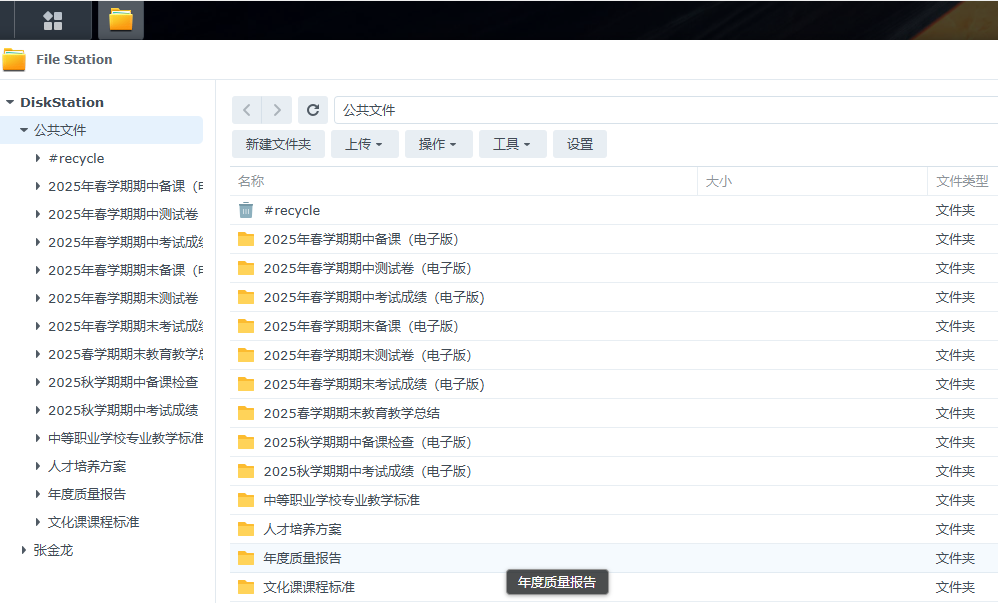 File Station
DiskStation
公共文件
#recycle
2025年春学期期中备课（电
2025年春学期期中测试卷
2025年春学期期中考试成绩
2025年春学期期末备课（电
2025年春学期期末测试卷
2025年春学期期末考试成绩
2025春学期期末教育教学总
2025秋学期期中备课检查
2025秋学期期中考试成绩
中等职业学校专业教学标准
人才培养方案
年度质量报告
文化课课程标准
张金龙
公共文件
新建文件夹 上传 操作 工具 设置
名称 大小 文件类型
#recycle 文件夹
2025年春学期期中备课（电子版） 文件夹
2025年春学期期中测试卷（电子版） 文件夹
2025年春学期期中考试成绩（电子版） 文件夹
2025年春学期期末备课（电子版） 文件夹
2025年春学期期末测试卷（电子版） 文件夹
2025年春学期期末考试成绩（电子版） 文件夹
2025春学期期末教育教学总结 文件夹
2025秋学期期中备课检查（电子版） 文件夹
2025秋学期期中考试成绩（电子版） 文件夹
中等职业学校专业教学标准 文件夹
人才培养方案 文件夹
年度质量报告 文件夹
年度质量报告
文化课课程标准 文件夹